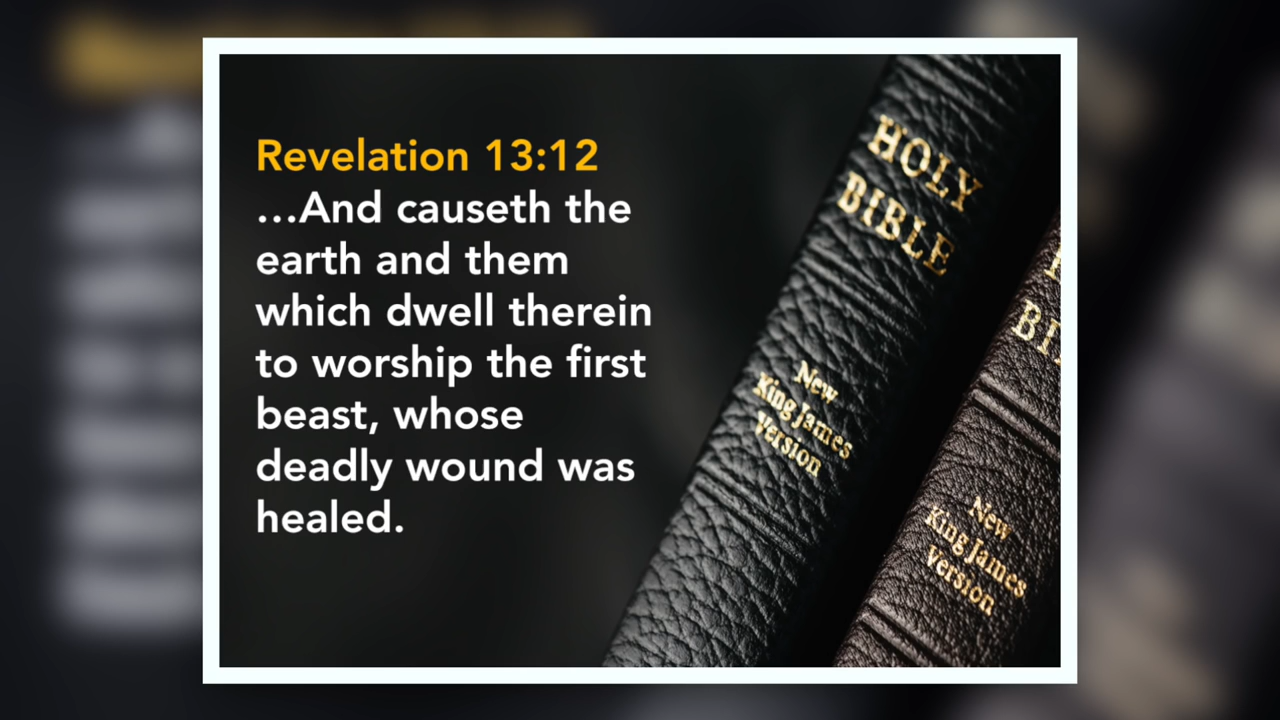 Revelation 13:12
…And causeth the
earth and them
which dwell therein
to worship the first
beast, whose
deadly wound was
healed.
HOLY
BIBLE
New
King James
Version
BI
New
King James
Version